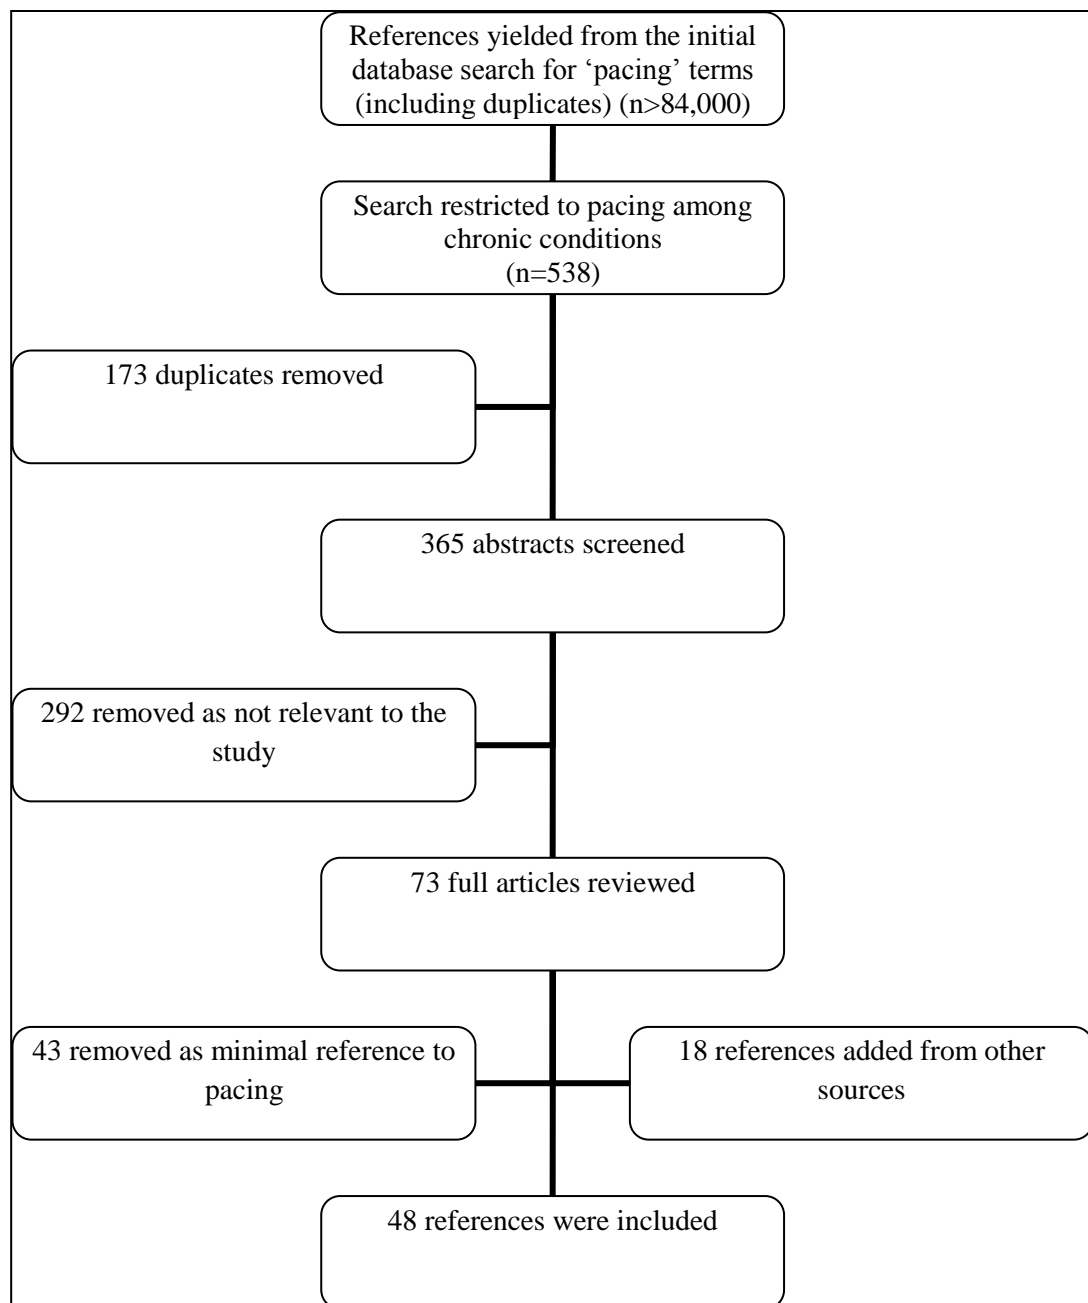 References yielded from the initial
database search for ‘pacing’ terms
(including duplicates) (n>84,000)
Search restricted to pacing among
chronic conditions
(n=538)
173 duplicates removed
365 abstracts screened
292 removed as not relevant to the
study
73 full articles reviewed
43 removed as minimal reference to
pacing
18 references added from other
sources
48 references were included